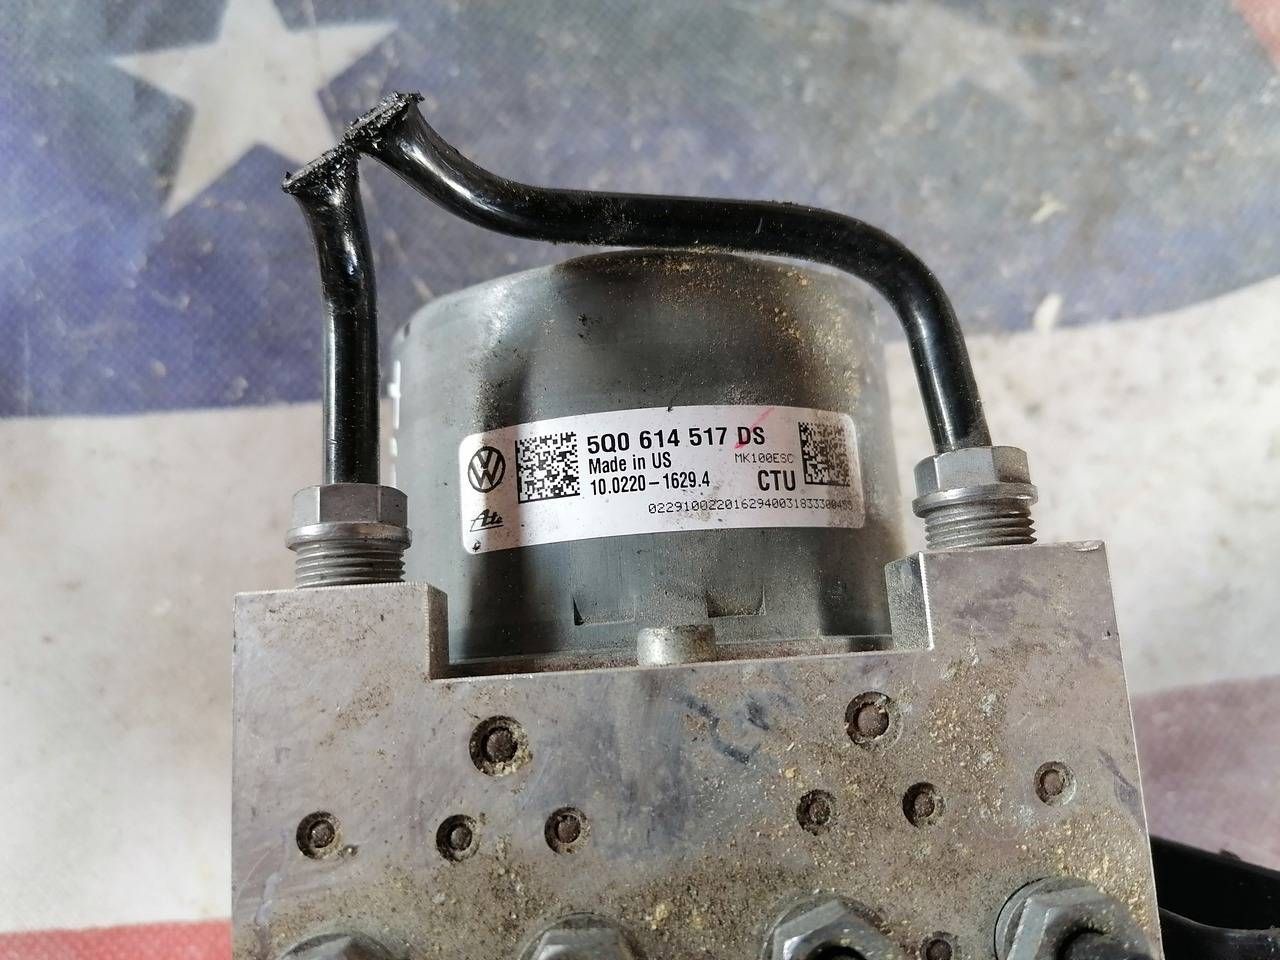 5Q0 614 517 DS
Made in US MK100ESC
10.0220-1629.4 CTU
Ate